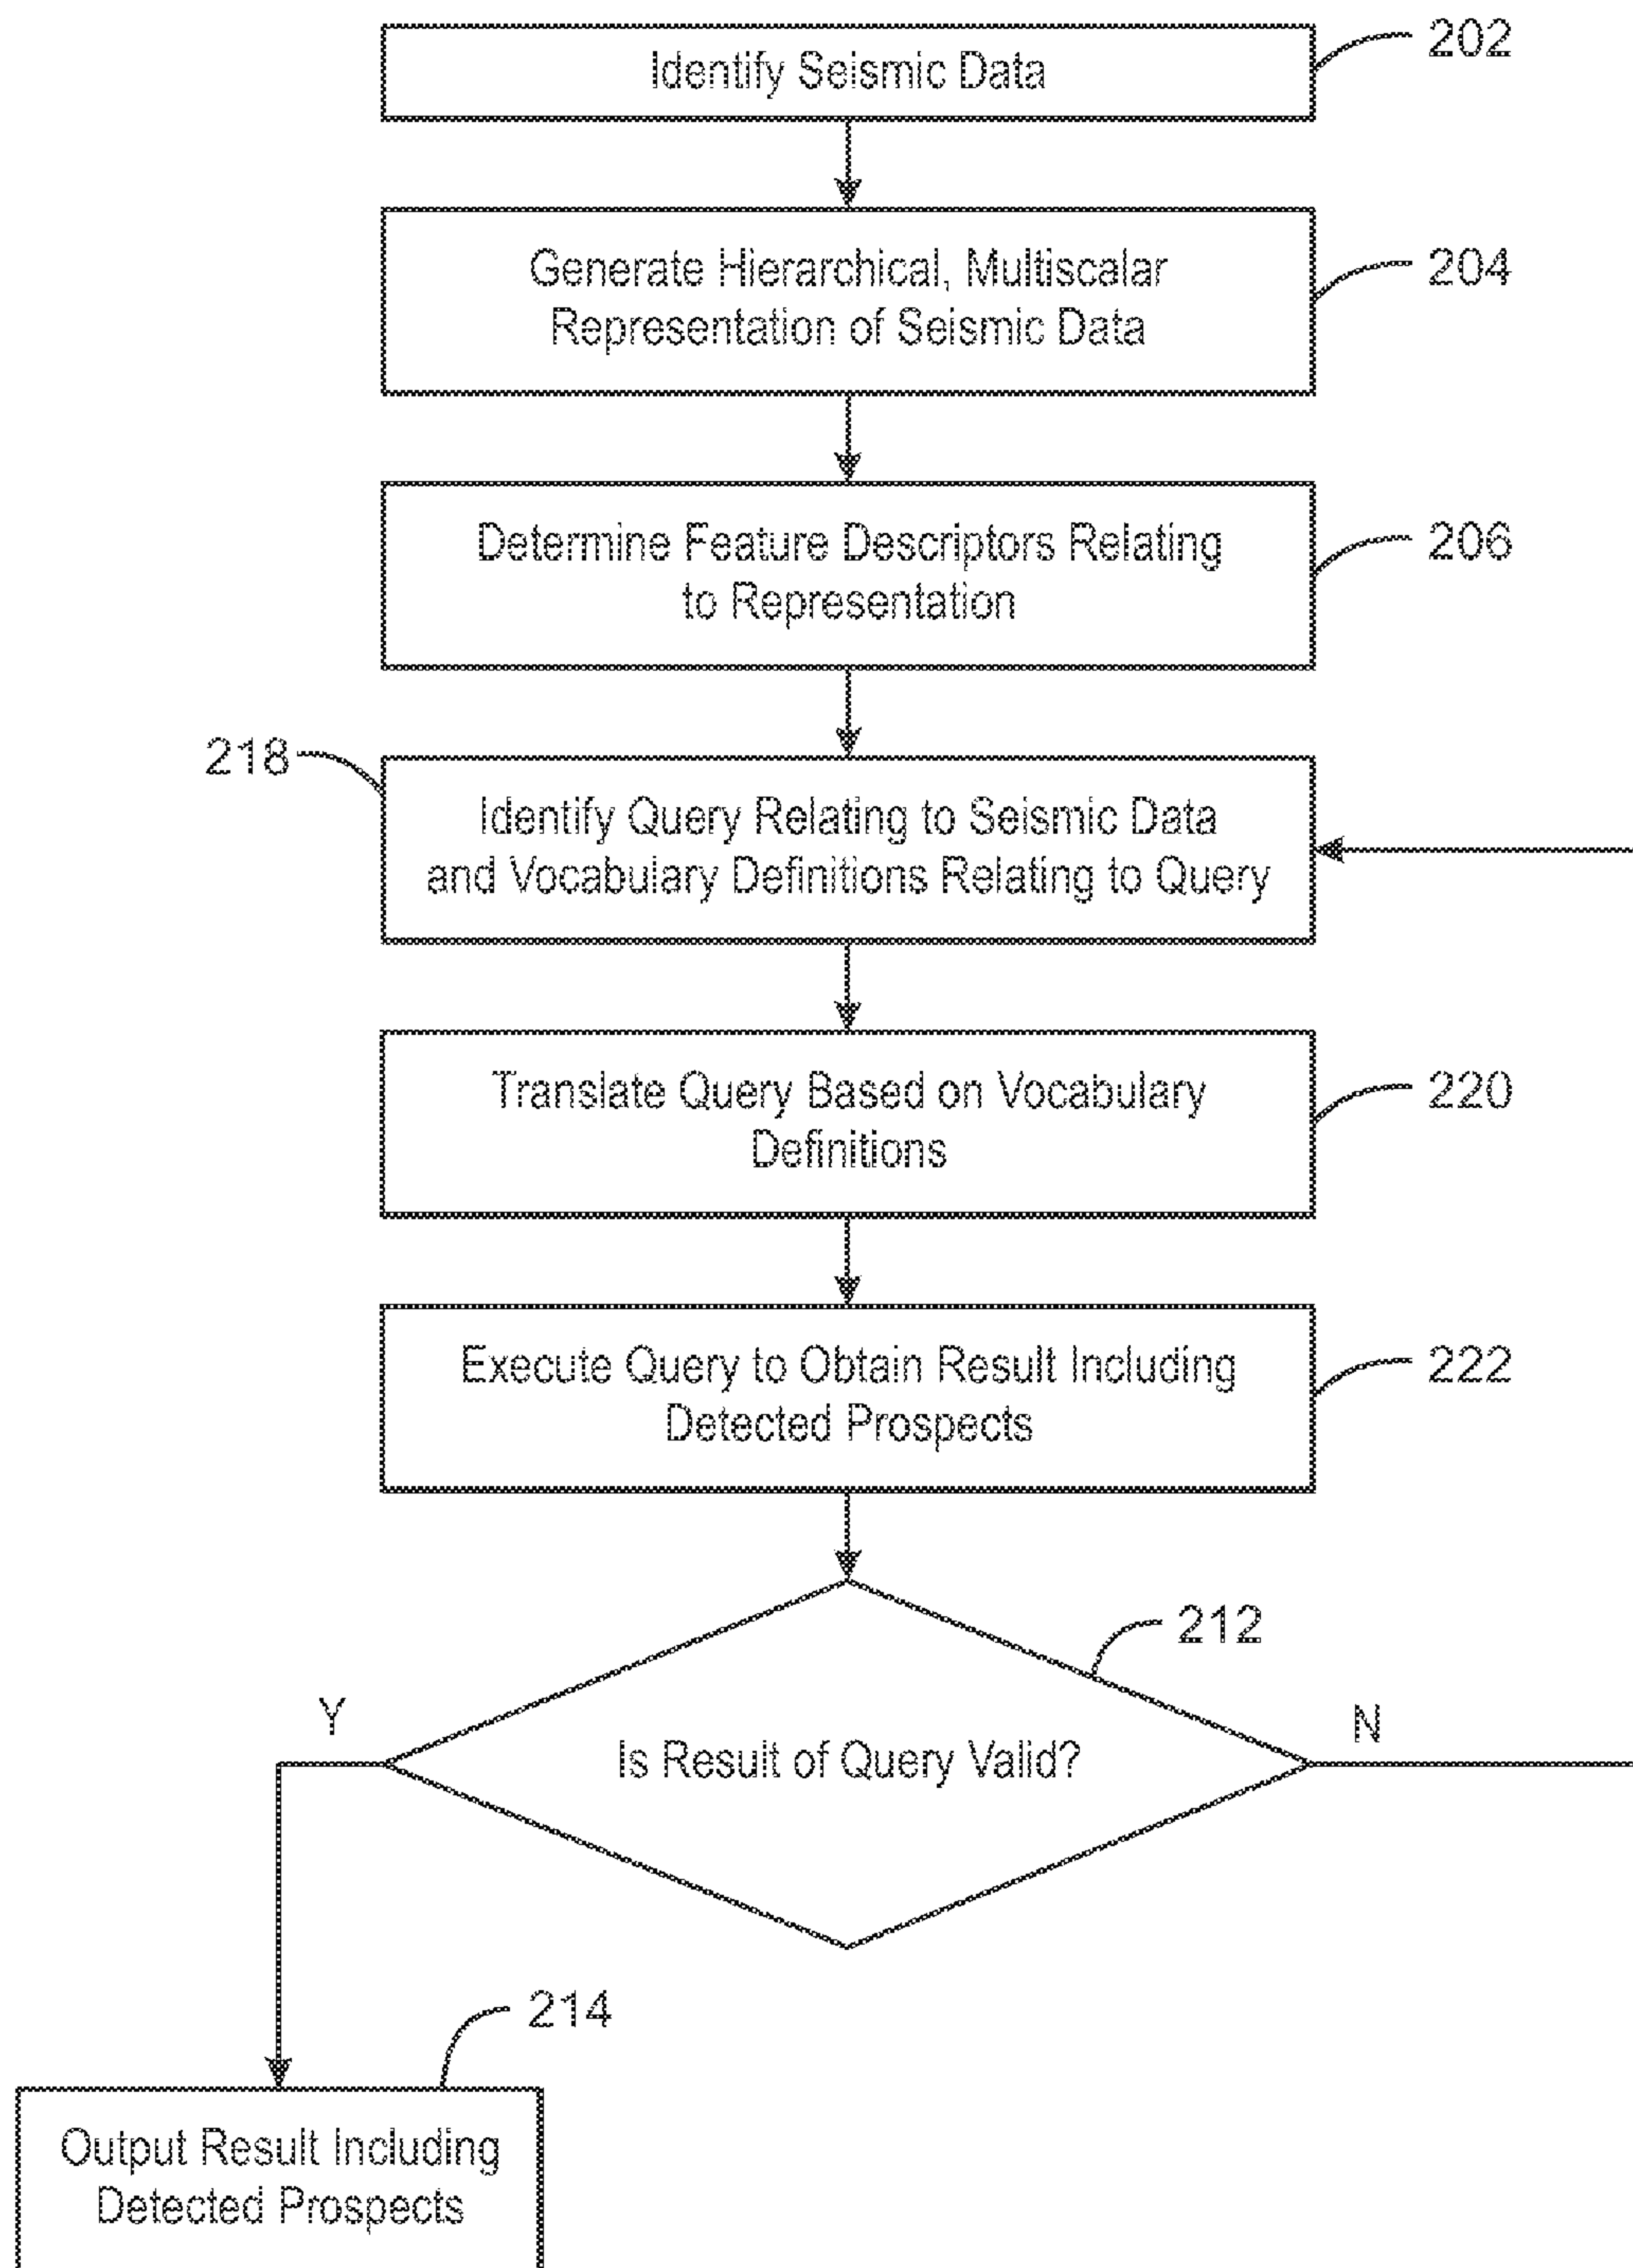 202
Identify Seismic Data
204
Generate Hierarchical, Multiscalar
Representation of Seismic Data
206
Determine Feature Descriptors Relating
to Representation
218
Identify Query Relating to Seismic Data
and Vocabulary Definitions Relating to Query
220
Translate Query Based on Vocabulary
Definitions
222
Execute Query to Obtain Result Including
Detected Prospects
212
Y
N
Is Result of Query Valid?
214
Output Result Including
Detected Prospects